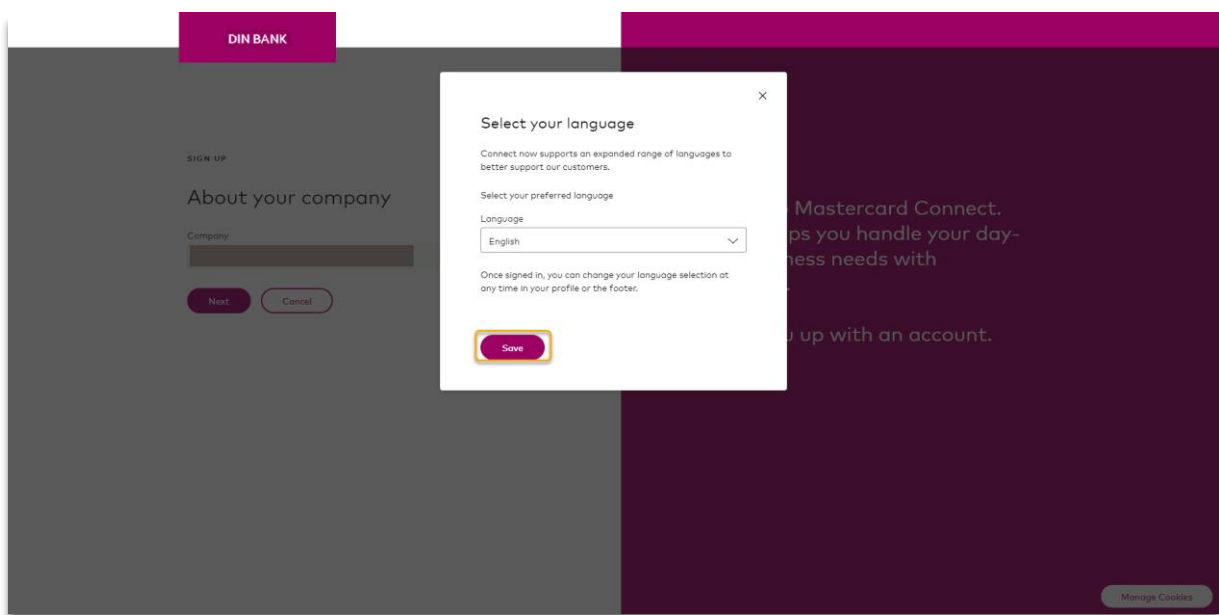 DIN BANK
SIGN UP
About your company
Company
Next
Cancel
Select your language
Connect now supports an expanded range of languages to
better support our customers.
Select your preferred language
Language
English
Once signed in, you can change your language selection at
any time in your profile or the footer.
Save
Mastercard Connect.
ps you handle your day-
ness needs with
up with an account.
Manage Cookies